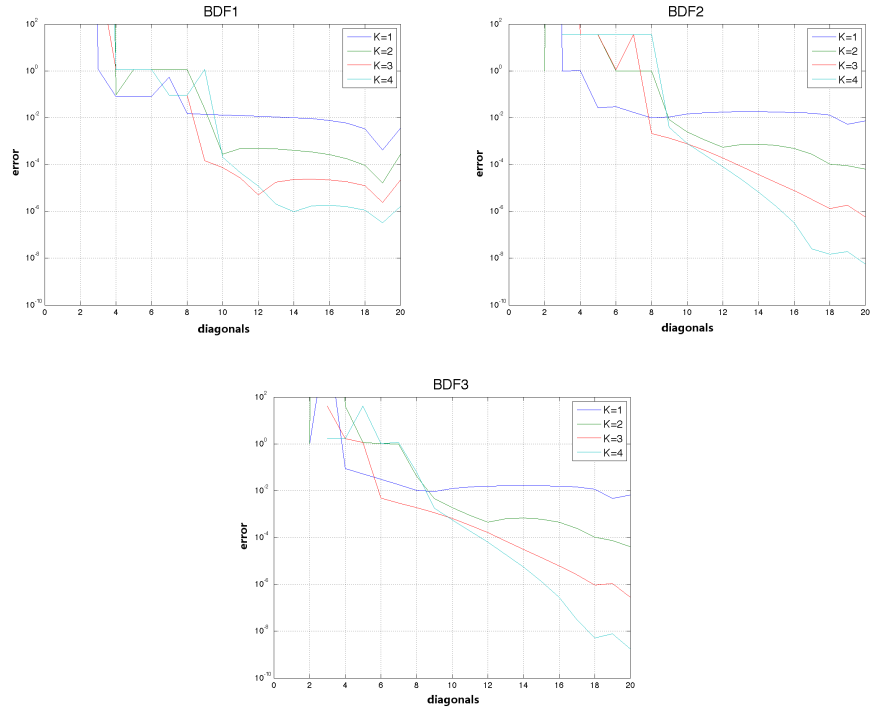 BDF1
10^2
10^0
10^-2
10^-4
10^-6
10^-8
10^-10
error
0 2 4 6 8 10 12 14 16 18 20
diagonals
K=1
K=2
K=3
K=4
BDF2
10^2
10^0
10^-2
10^-4
10^-6
10^-8
10^-10
error
0 2 4 6 8 10 12 14 16 18 20
diagonals
K=1
K=2
K=3
K=4
BDF3
10^2
10^0
10^-2
10^-4
10^-6
10^-8
10^-10
error
0 2 4 6 8 10 12 14 16 18 20
diagonals
K=1
K=2
K=3
K=4